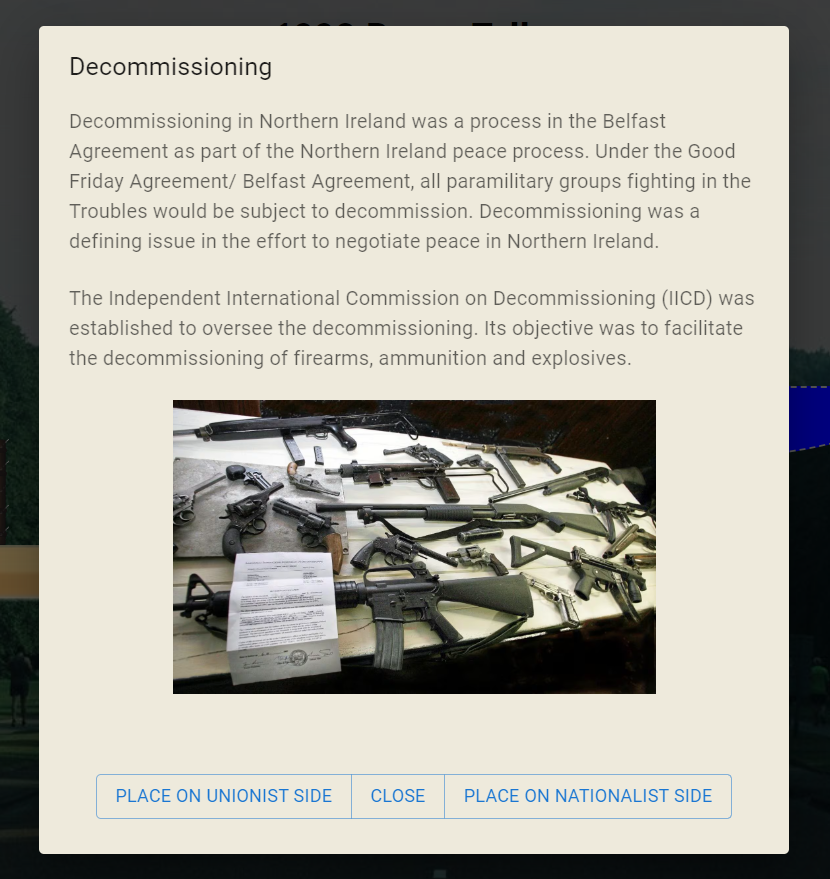 Decommissioning
Decommissioning in Northern Ireland was a process in the Belfast
Agreement as part of the Northern Ireland peace process. Under the Good
Friday Agreement/ Belfast Agreement, all paramilitary groups fighting in the
Troubles would be subject to decommission. Decommissioning was a
defining issue in the effort to negotiate peace in Northern Ireland.
The Independent International Commission on Decommissioning (IICD) was
established to oversee the decommissioning. Its objective was to facilitate
the decommissioning of firearms, ammunition and explosives.
PLACE ON UNIONIST SIDE CLOSE PLACE ON NATIONALIST SIDE